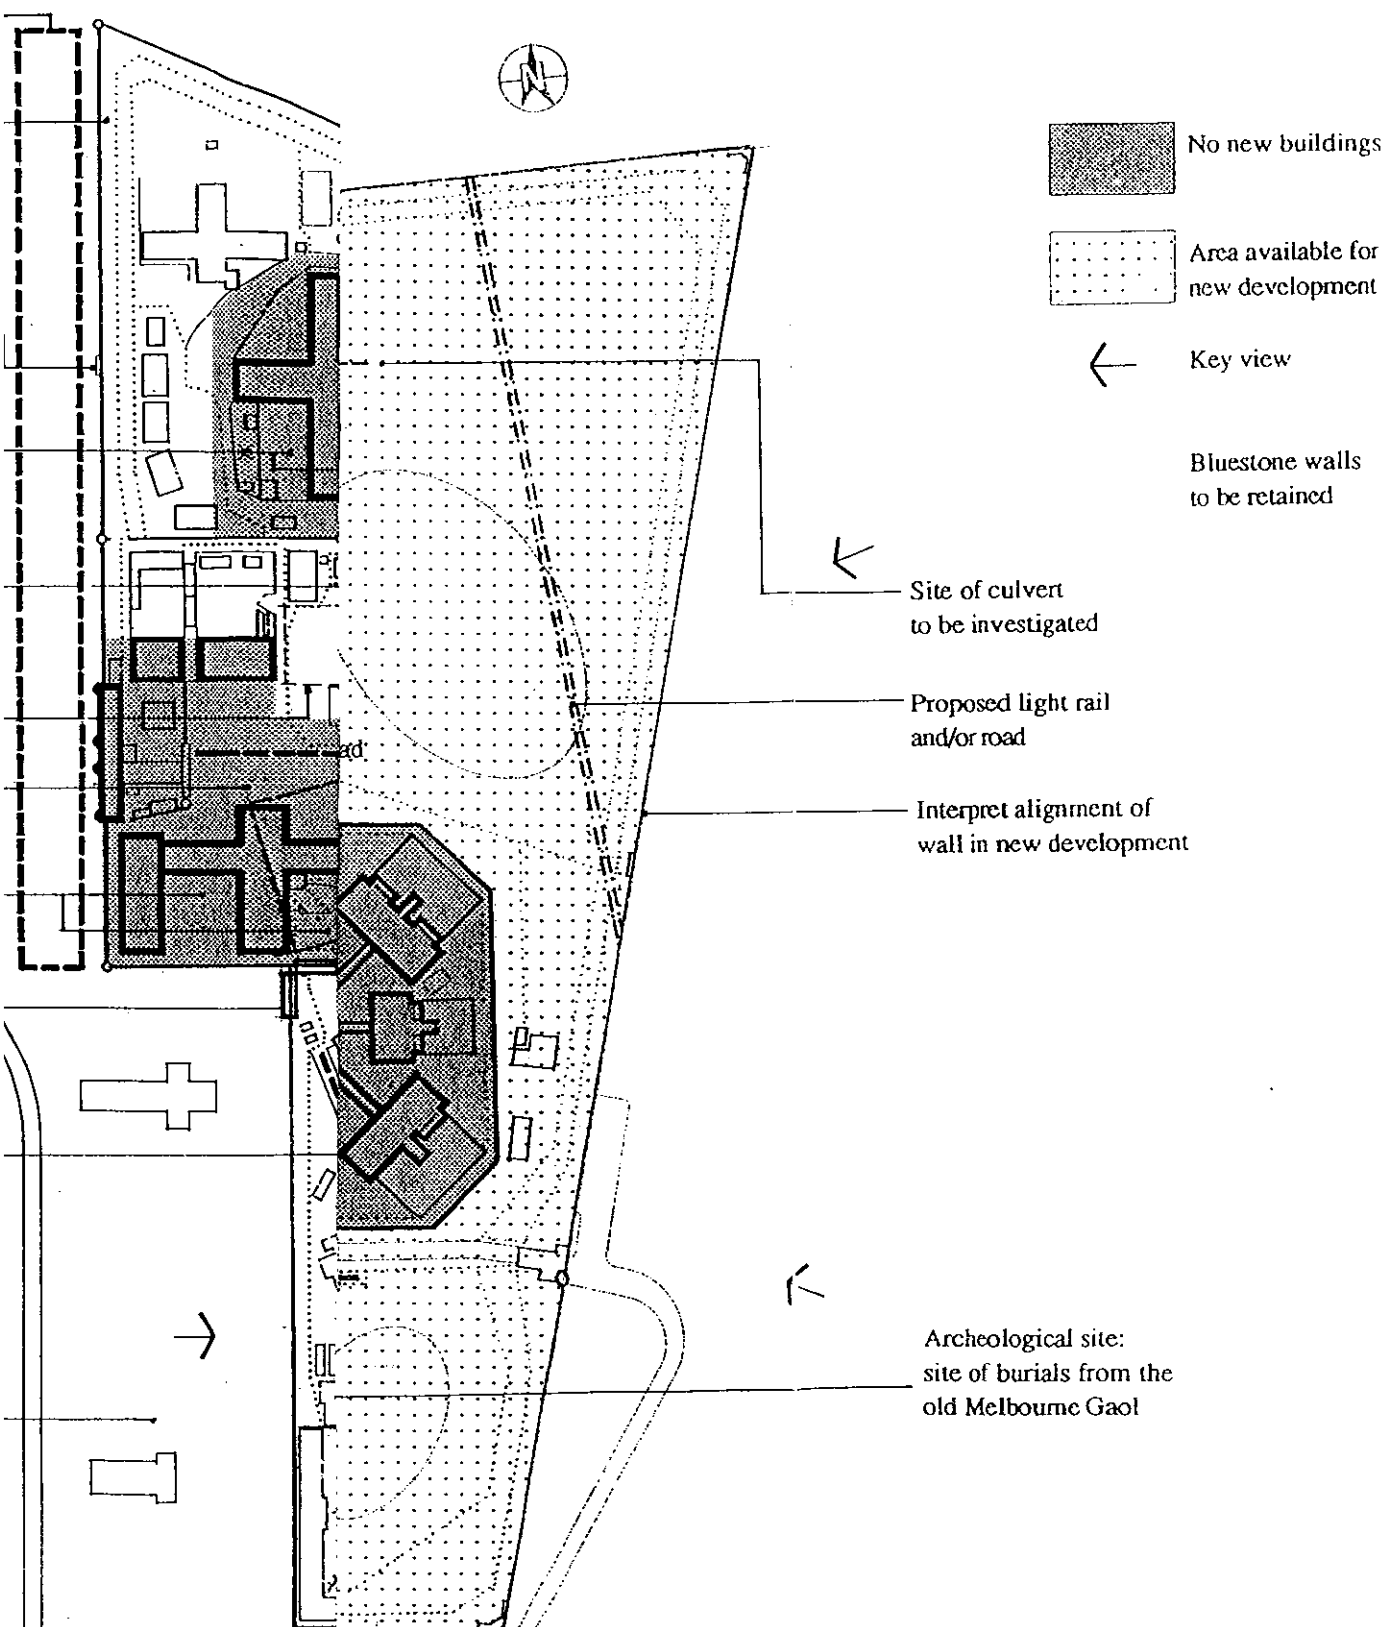 N
No new buildings
Area available for
new development
Key view
Bluestone walls
to be retained
Site of culvert
to be investigated
Proposed light rail
and/or road
ad
Interpret alignment of
wall in new development
Archeological site:
site of burials from the
old Melbourne Gaol